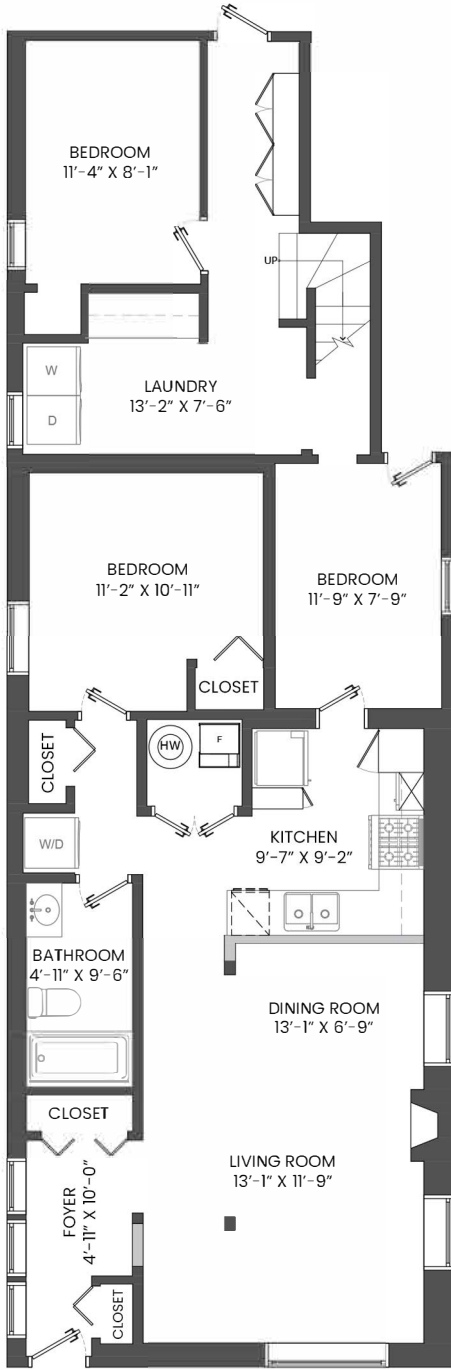 BEDROOM
11'-4" X 8'-1"
UP
W
D
LAUNDRY
13'-2" X 7'-6"
BEDROOM
11'-2" X 10'-11"
BEDROOM
11'-9" X 7'-9"
CLOSET
CLOSET
HW
F
W/D
KITCHEN
9'-7" X 9'-2"
BATHROOM
4'-11" X 9'-6"
DINING ROOM
13'-1" X 6'-9"
CLOSET
LIVING ROOM
13'-1" X 11'-9"
FOYER
4'-11" X 10'-0"
CLOSET